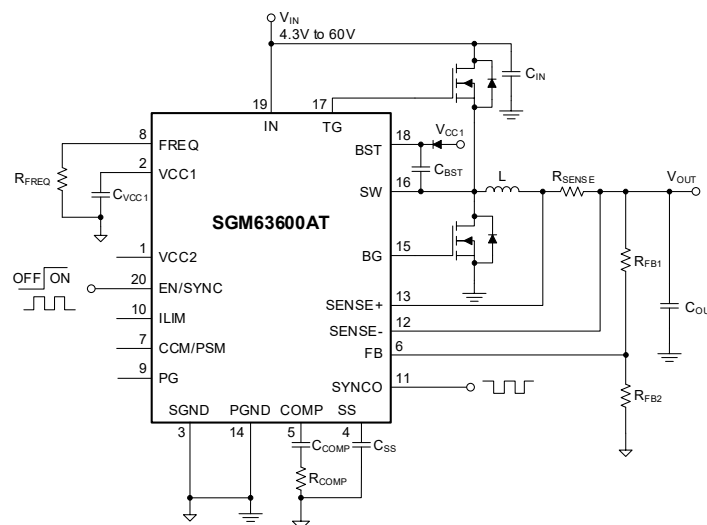 VIN
4.3V to 60V
CIN
19
17
IN
TG
8
FREQ
18
BST
VCC1
2
VCC1
RFREQ
CVCC1
CBST
SW
16
L
RSENSE
VOUT
SGM63600AT
1
VCC2
BG
15
RFB1
OFF
ON
20
EN/SYNC
SENSE+
13
10
ILIM
SENSE-
12
COU
7
CCM/PSM
FB
6
9
PG
SYNCO
11
RFB2
SGND
PGND
COMP
SS
3
14
5
4
CCOMP
CSS
RCOMP